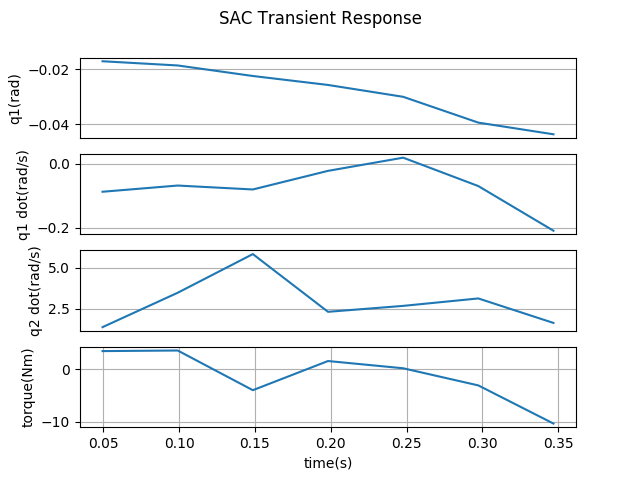 SAC Transient Response
q1(rad)
−0.02
−0.04
q1 dot(rad/s)
0.0
−0.2
q2 dot(rad/s)
5.0
2.5
torque(Nm)
0
−10
0.05 0.10 0.15 0.20 0.25 0.30 0.35
time(s)